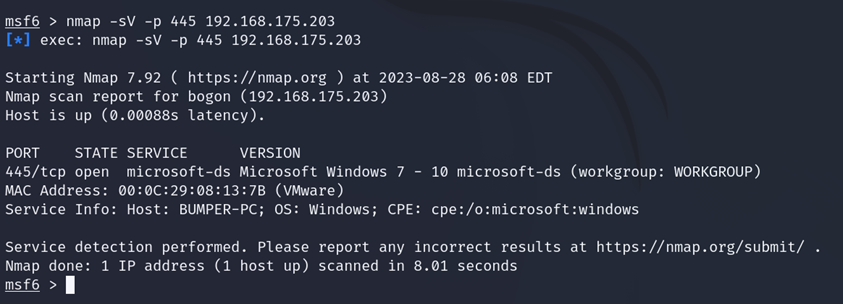 msf6 > nmap -sV -p 445 192.168.175.203
[*] exec: nmap -sV -p 445 192.168.175.203
Starting Nmap 7.92 ( https://nmap.org ) at 2023-08-28 06:08 EDT
Nmap scan report for bogon (192.168.175.203)
Host is up (0.00088s latency).
PORT    STATE SERVICE      VERSION
445/tcp open  microsoft-ds Microsoft Windows 7 - 10 microsoft-ds (workgroup: WORKGROUP)
MAC Address: 00:0C:29:08:13:7B (VMware)
Service Info: Host: BUMPER-PC; OS: Windows; CPE: cpe:/o:microsoft:windows
Service detection performed. Please report any incorrect results at https://nmap.org/submit/ .
Nmap done: 1 IP address (1 host up) scanned in 8.01 seconds
msf6 >